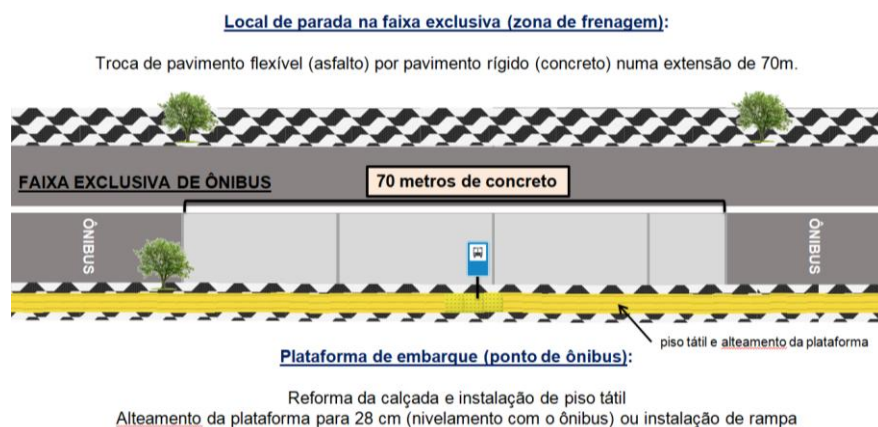 Local de parada na faixa exclusiva (zona de frenagem):
Troca de pavimento flexível (asfalto) por pavimento rígido (concreto) numa extensão de 70m.
FAIXA EXCLUSIVA DE ÔNIBUS
70 metros de concreto
ÔNIBUS
ÔNIBUS
piso tátil e alteamento da plataforma
Plataforma de embarque (ponto de ônibus):
Reforma da calçada e instalação de piso tátil
Alteamento da plataforma para 28 cm (nivelamento com o ônibus) ou instalação de rampa